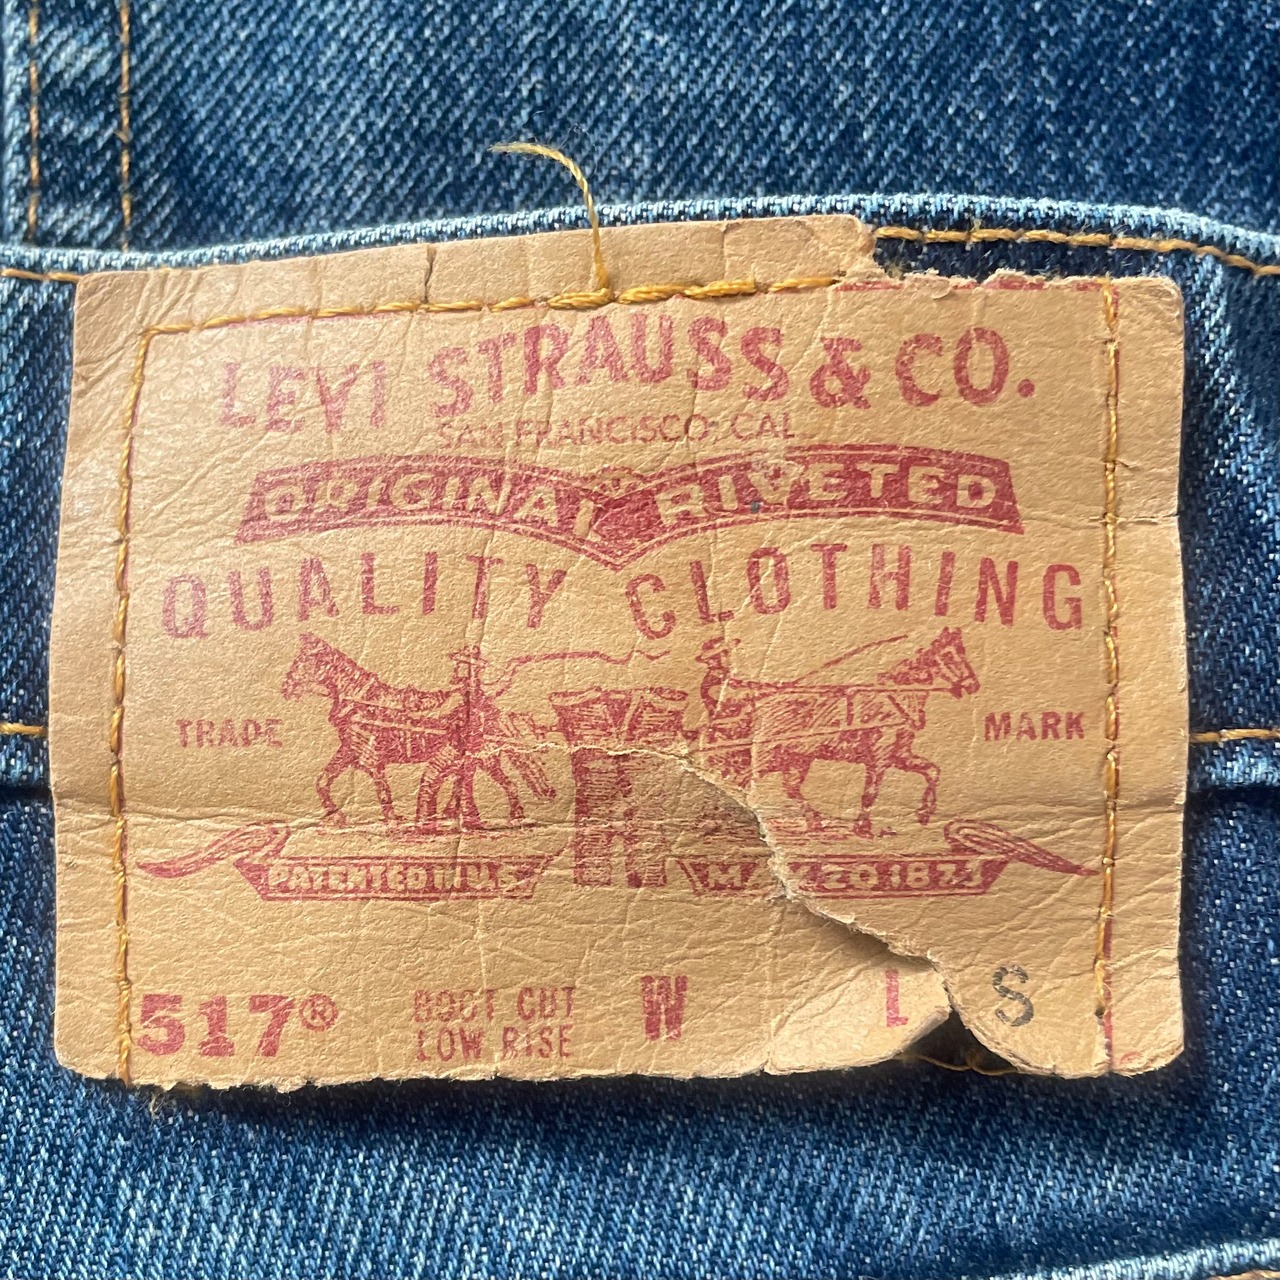 LEVI STRAUSS & CO.
SAN FRANCISCO, CAL
ORIGINAL RIVETED
QUALITY CLOTHING
TRADE MARK
PATENTED IN U.S. MAY 20 1873
517® BOOT CUT W L S
LOW RISE